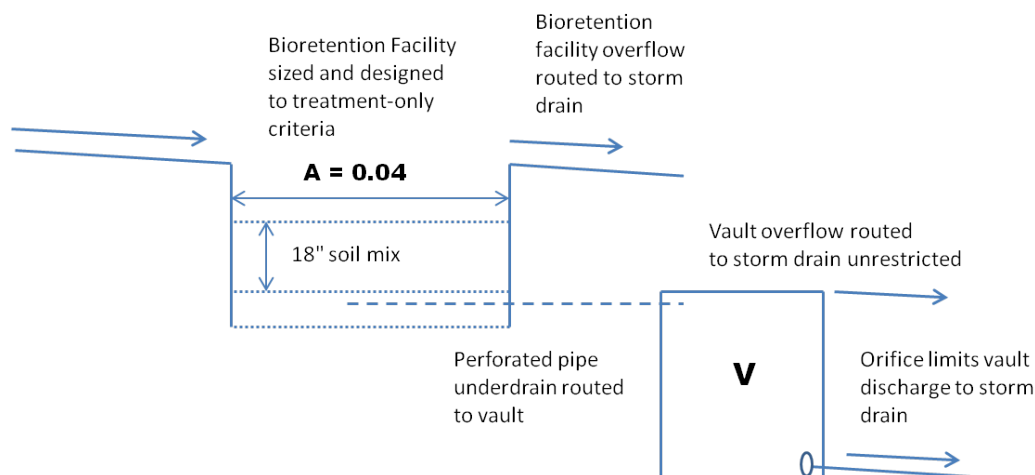 Bioretention Facility
sized and designed
to treatment-only
criteria
Bioretention
facility overflow
routed to storm
drain
A = 0.04
18" soil mix
Vault overflow routed
to storm drain unrestricted
Perforated pipe
underdrain routed
to vault
V
Orifice limits vault
discharge to storm
drain